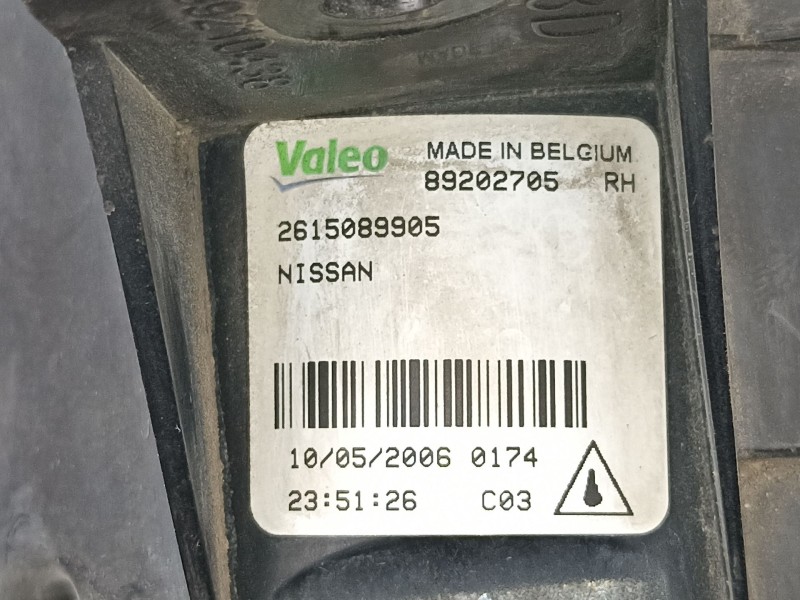 Valeo MADE IN BELGIUM
89202705 RH
2615089905
NISSAN
10/05/2006 0174
23:51:26 C03